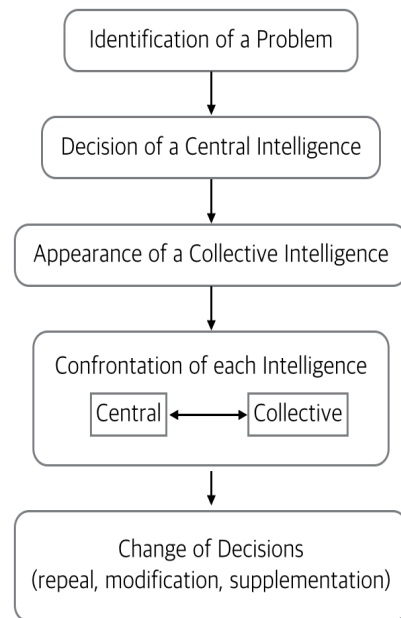 Identification of a Problem
Decision of a Central Intelligence
Appearance of a Collective Intelligence
Confrontation of each Intelligence
Central
Collective
Change of Decisions
(repeal, modification, supplementation)